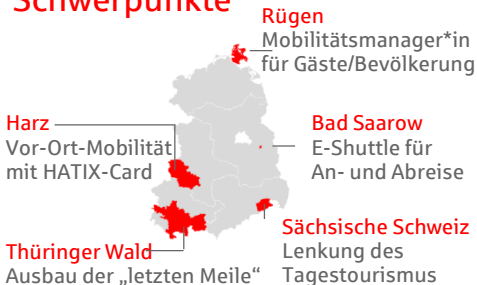 Schwerpunkte
Rügen
Mobilitätsmanager*in
für Gäste/Bevölkerung
Harz
Vor-Ort-Mobilität
mit HATIX-Card
Bad Saarow
E-Shuttle für
An- und Abreise
Thüringer Wald
Ausbau der „letzten Meile“
Sächsische Schweiz
Lenkung des
Tagestourismus